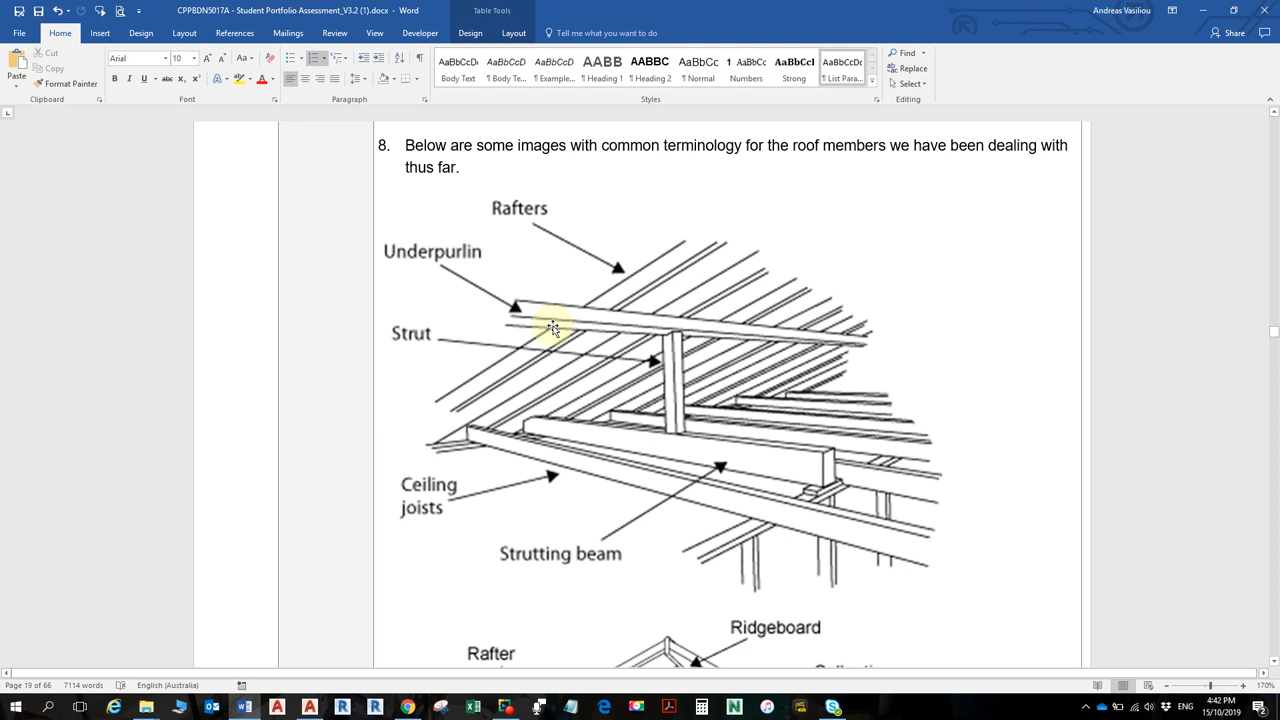 CPPBDN5017A - Student Portfolio Assessment_V3.2 (1).docx - Word
Table Tools
Andreas Vasiliou
File
Home
Insert
Design
Layout
References
Mailings
Review
View
Developer
Design
Layout
Tell me what you want to do
Share
Paste
Cut
Copy
Format Painter
Clipboard
Arial
10
Font
Paragraph
AaBbCcDc
Body Text
AaBbCcD
¶ Body Te...
AaBbCcD
¶ Example...
AABB
¶ Heading 1
AABBC
¶ Heading 2
AaBbCc
¶ Normal
1 AaBbCc
Numbers
AaBbCcl
Strong
AaBbCcDc
¶ List Para...
Styles
Find
Replace
Select
Editing
8. Below are some images with common terminology for the roof members we have been dealing with
thus far.
Rafters
Underpurlin
Strut
Ceiling
joists
Strutting beam
Ridgeboard
Rafter
Page 19 of 66
7114 words
English (Australia)
170%
ENG
4:42 PM
15/10/2019